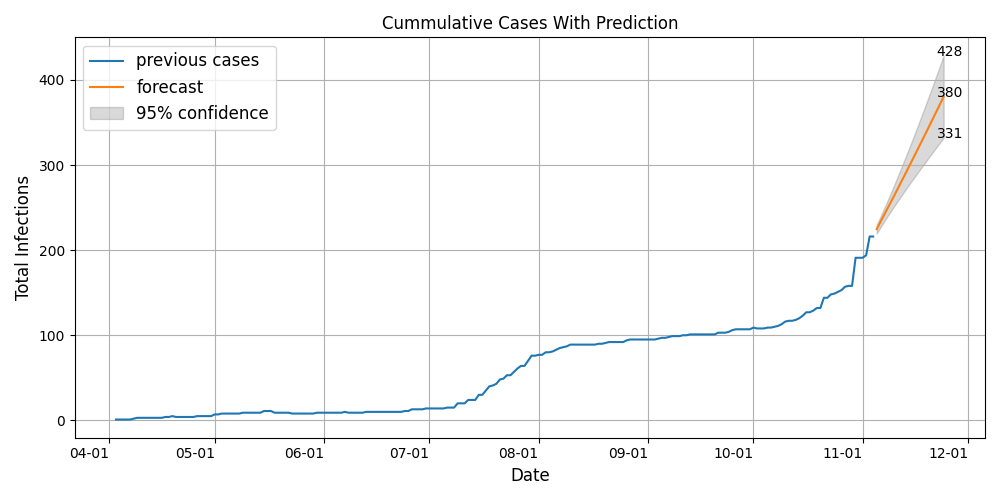 Cummulative Cases With Prediction
previous cases
forecast
95% confidence
428
380
331
400
300
200
100
0
Total Infections
04-01 05-01 06-01 07-01 08-01 09-01 10-01 11-01 12-01
Date